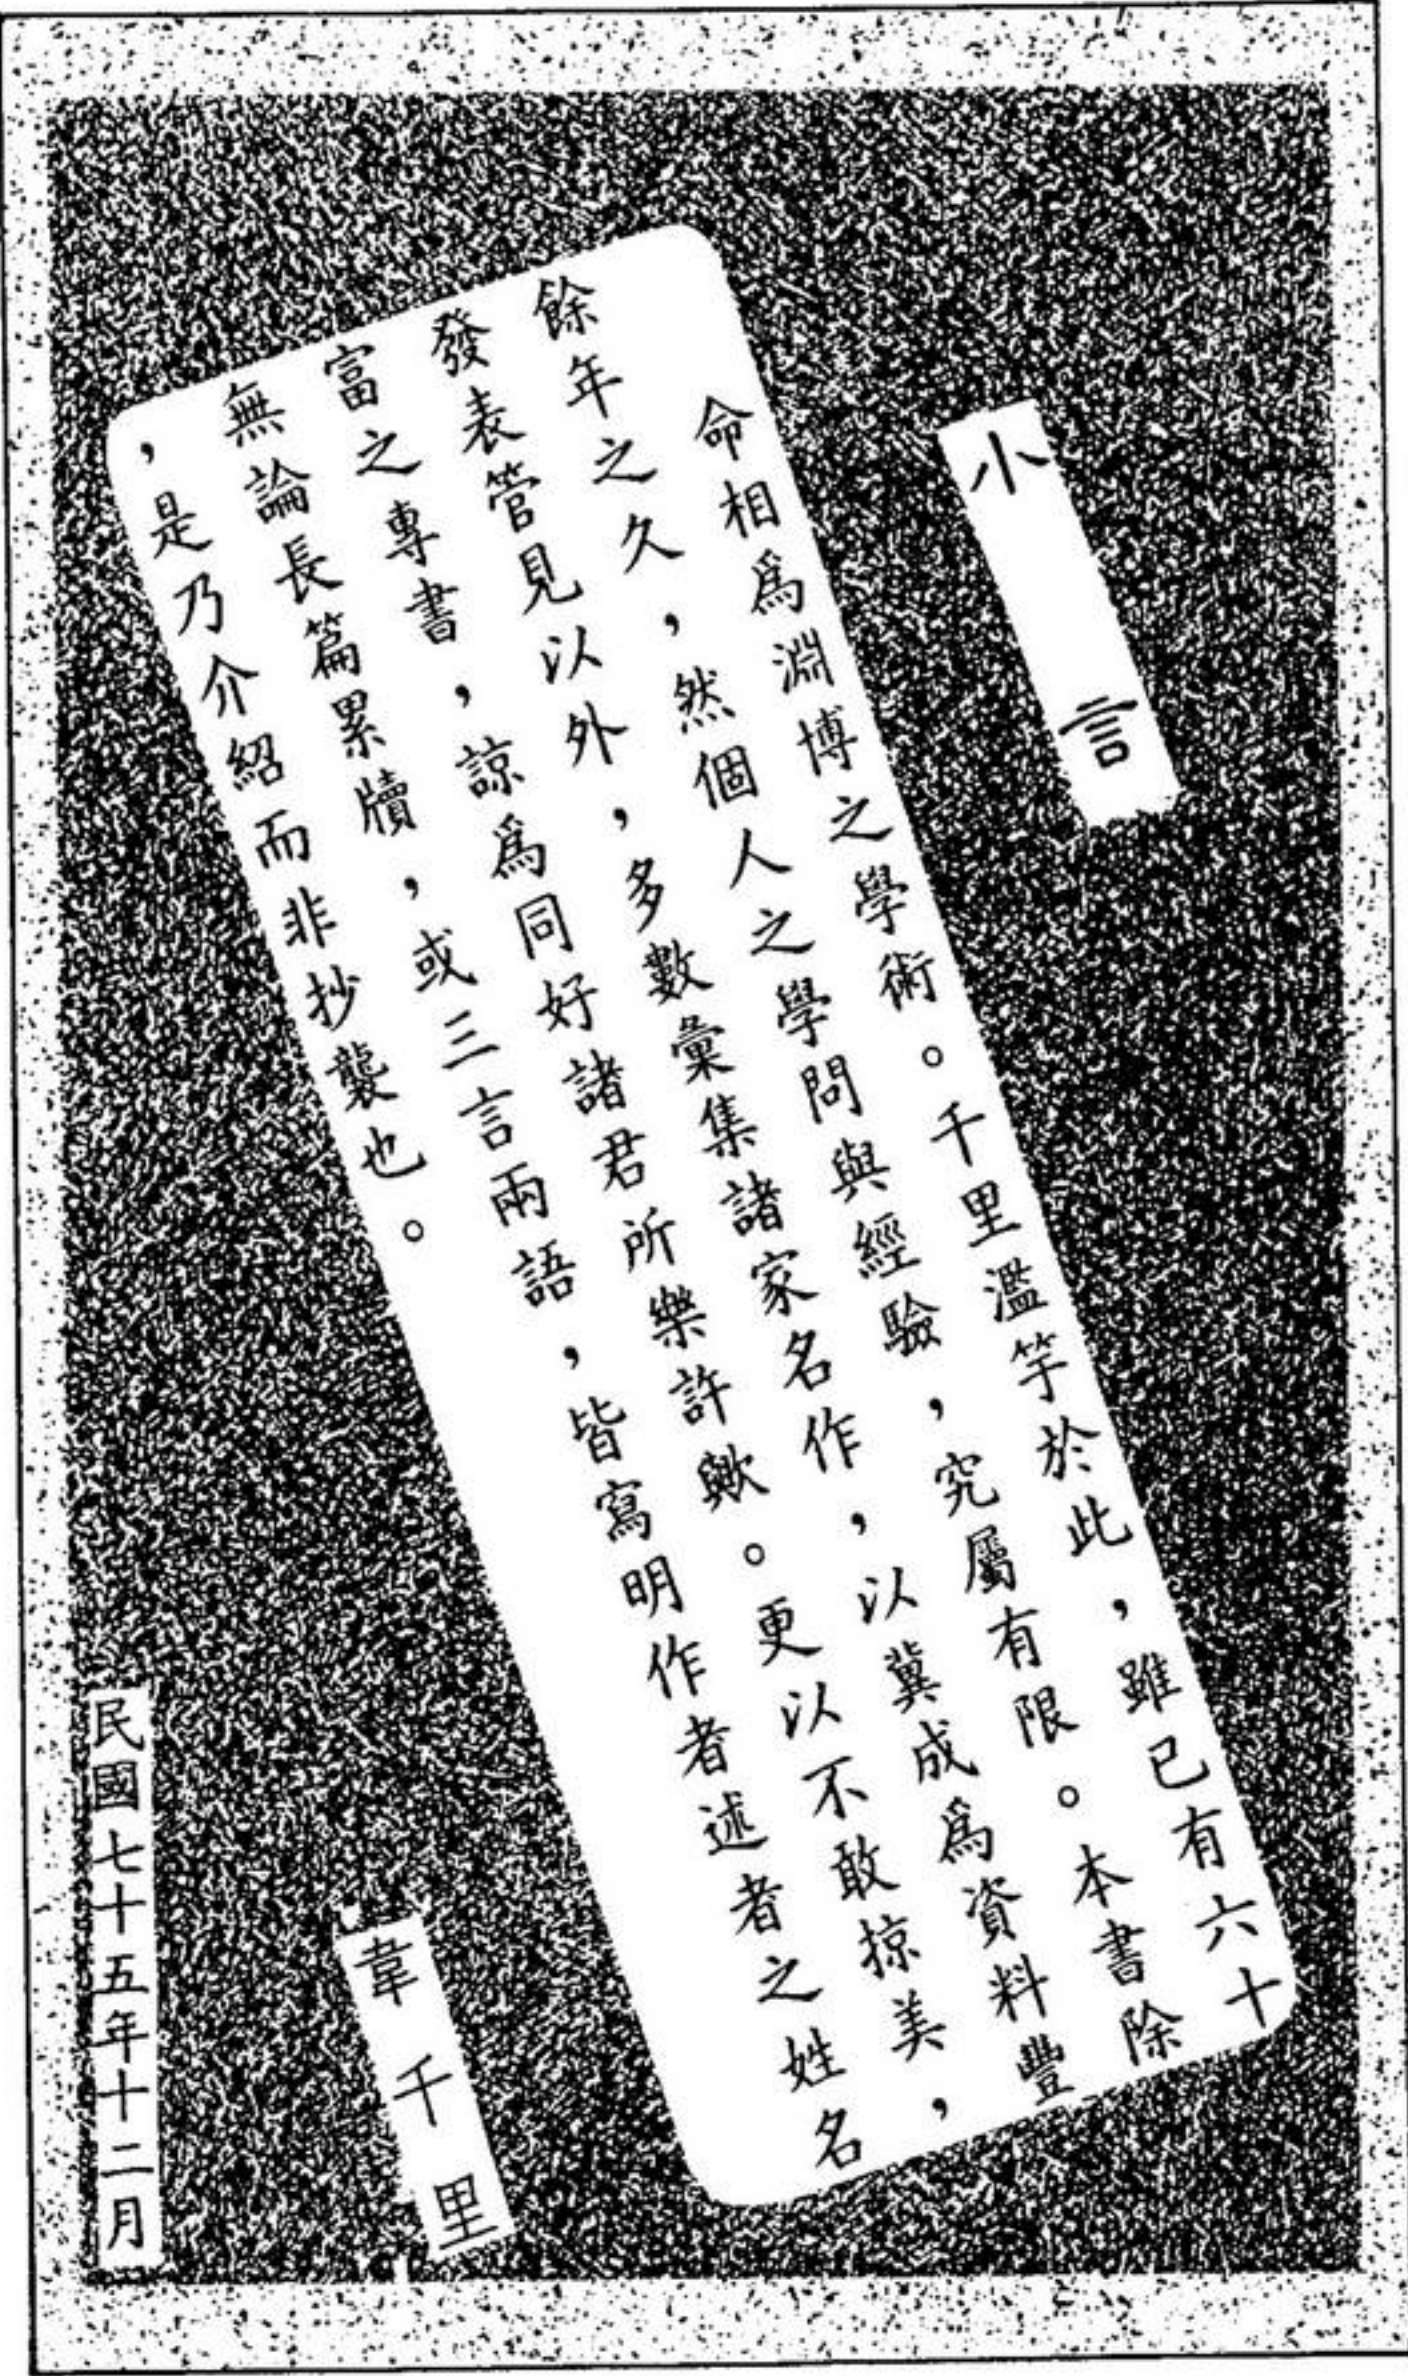 小言
命相爲淵博之學術。千里濫竽於此，雖已有六十
餘年之久，然個人之學問與經驗，究屬有限。本書除
發表管見以外，多數彙集諸家名作，以冀成爲資料豐
富之專書，諒爲同好諸君所樂許歟。更以不敢掠美，
無論長篇累牘，或三言兩語，皆寫明作者述者之姓名
，是乃介紹而非抄襲也。
韋千里
民國七十五年十二月